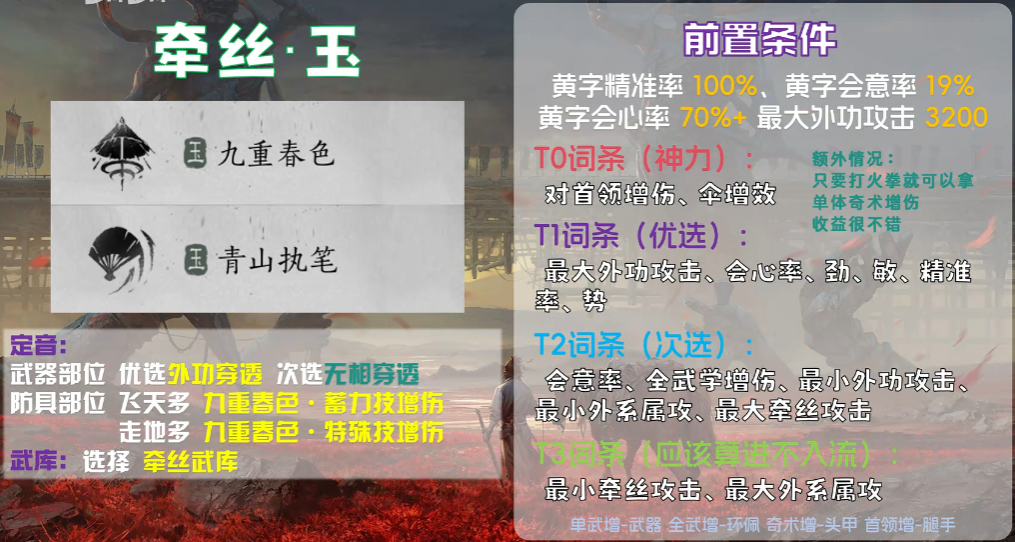 牵丝·玉
玉 九重春色
玉 青山执笔
定音:
武器部位 优选外功穿透 次选无相穿透
防具部位 飞天多 九重春色·蓄力技增伤
走地多 九重春色·特殊技增伤
武库: 选择 牵丝武库
前置条件
黄字精准率 100%、黄字会意率 19%
黄字会心率 70%+ 最大外功攻击 3200
T0词条（神力）:
对首领增伤、伞增效
额外情况:
只要打火拳就可以拿
单体奇术增伤
收益很不错
T1词条（优选）:
最大外功攻击、会心率、劲、敏、精准
率、势
T2词条（次选）:
会意率、全武学增伤、最小外功攻击、
最小外系属攻、最大牵丝攻击
T3词条（应该算进不入流）:
最小牵丝攻击、最大外系属攻
单武增-武器 全武增-环佩 奇术增-头甲 首领增-腿手